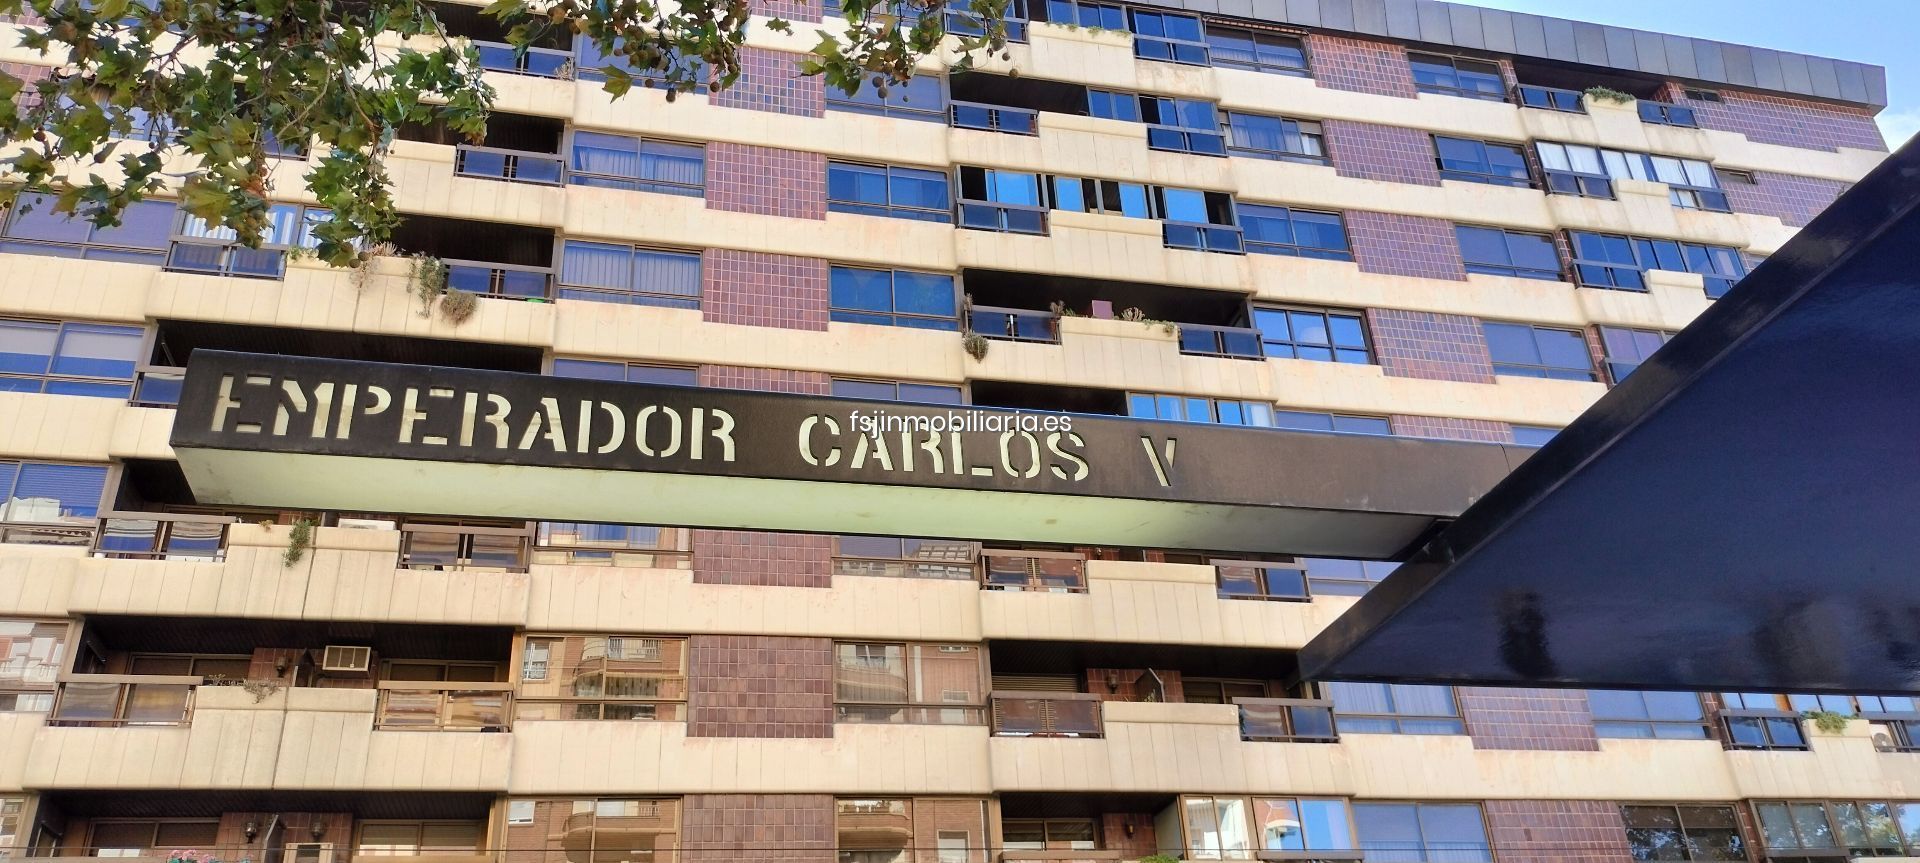 EMPERADOR CARLOS V
fsjinmobiliaria.es